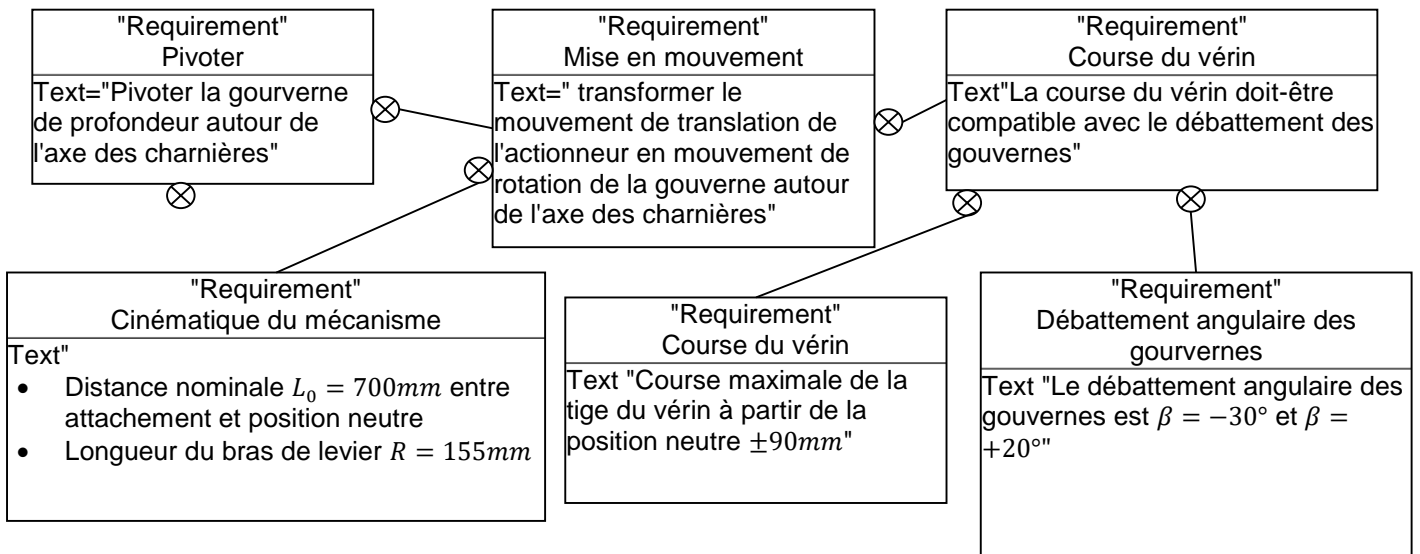 "Requirement"
Pivoter
Text="Pivoter la gourverne
de profondeur autour de
l'axe des charnières"
"Requirement"
Mise en mouvement
Text=" transformer le
mouvement de translation de
l'actionneur en mouvement de
rotation de la gouverne autour
de l'axe des charnières"
"Requirement"
Course du vérin
Text"La course du vérin doit-être
compatible avec le débattement des
gouvernes"
"Requirement"
Cinématique du mécanisme
Text"
• Distance nominale L₀ = 700mm entre
attachement et position neutre
• Longueur du bras de levier R = 155mm
"Requirement"
Course du vérin
Text "Course maximale de la
tige du vérin à partir de la
position neutre ±90mm"
"Requirement"
Débattement angulaire des
gourvernes
Text "Le débattement angulaire des
gouvernes est β = −30° et β =
+20°"